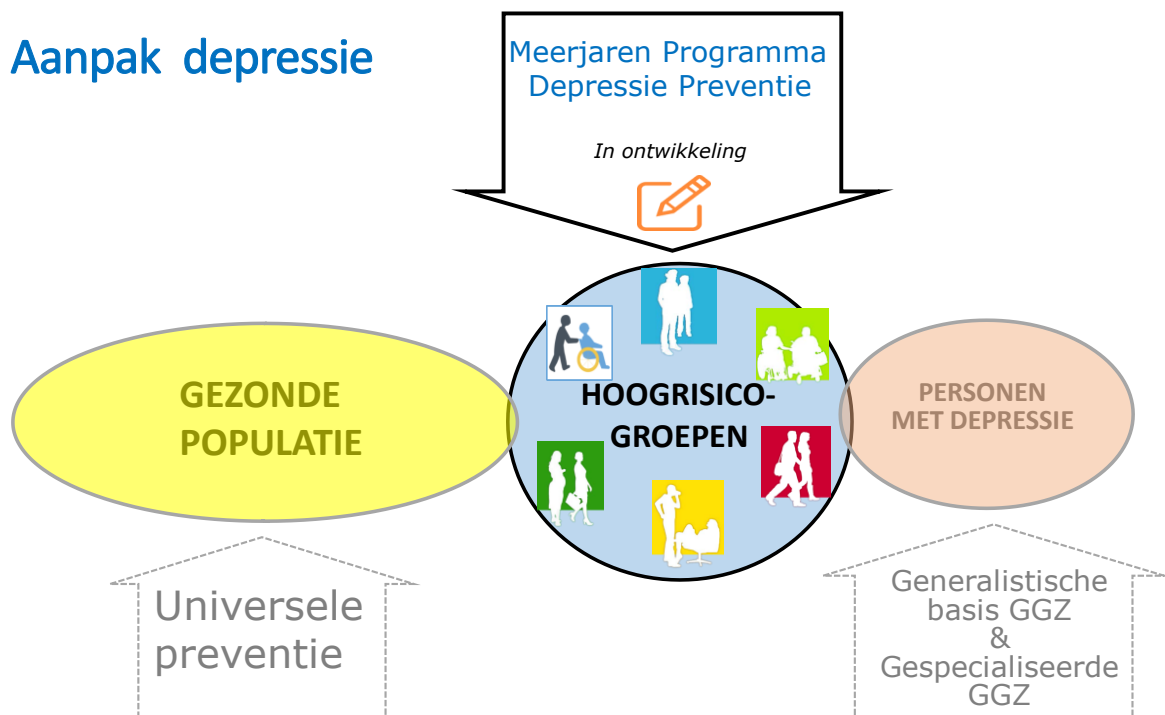 Aanpak depressie
Meerjaren Programma
Depressie Preventie
In ontwikkeling
GEZONDE
POPULATIE
HOOGRISICO-
GROEPEN
PERSONEN
MET DEPRESSIE
Universele
preventie
Generalistische
basis GGZ
&
Gespecialiseerde
GGZ